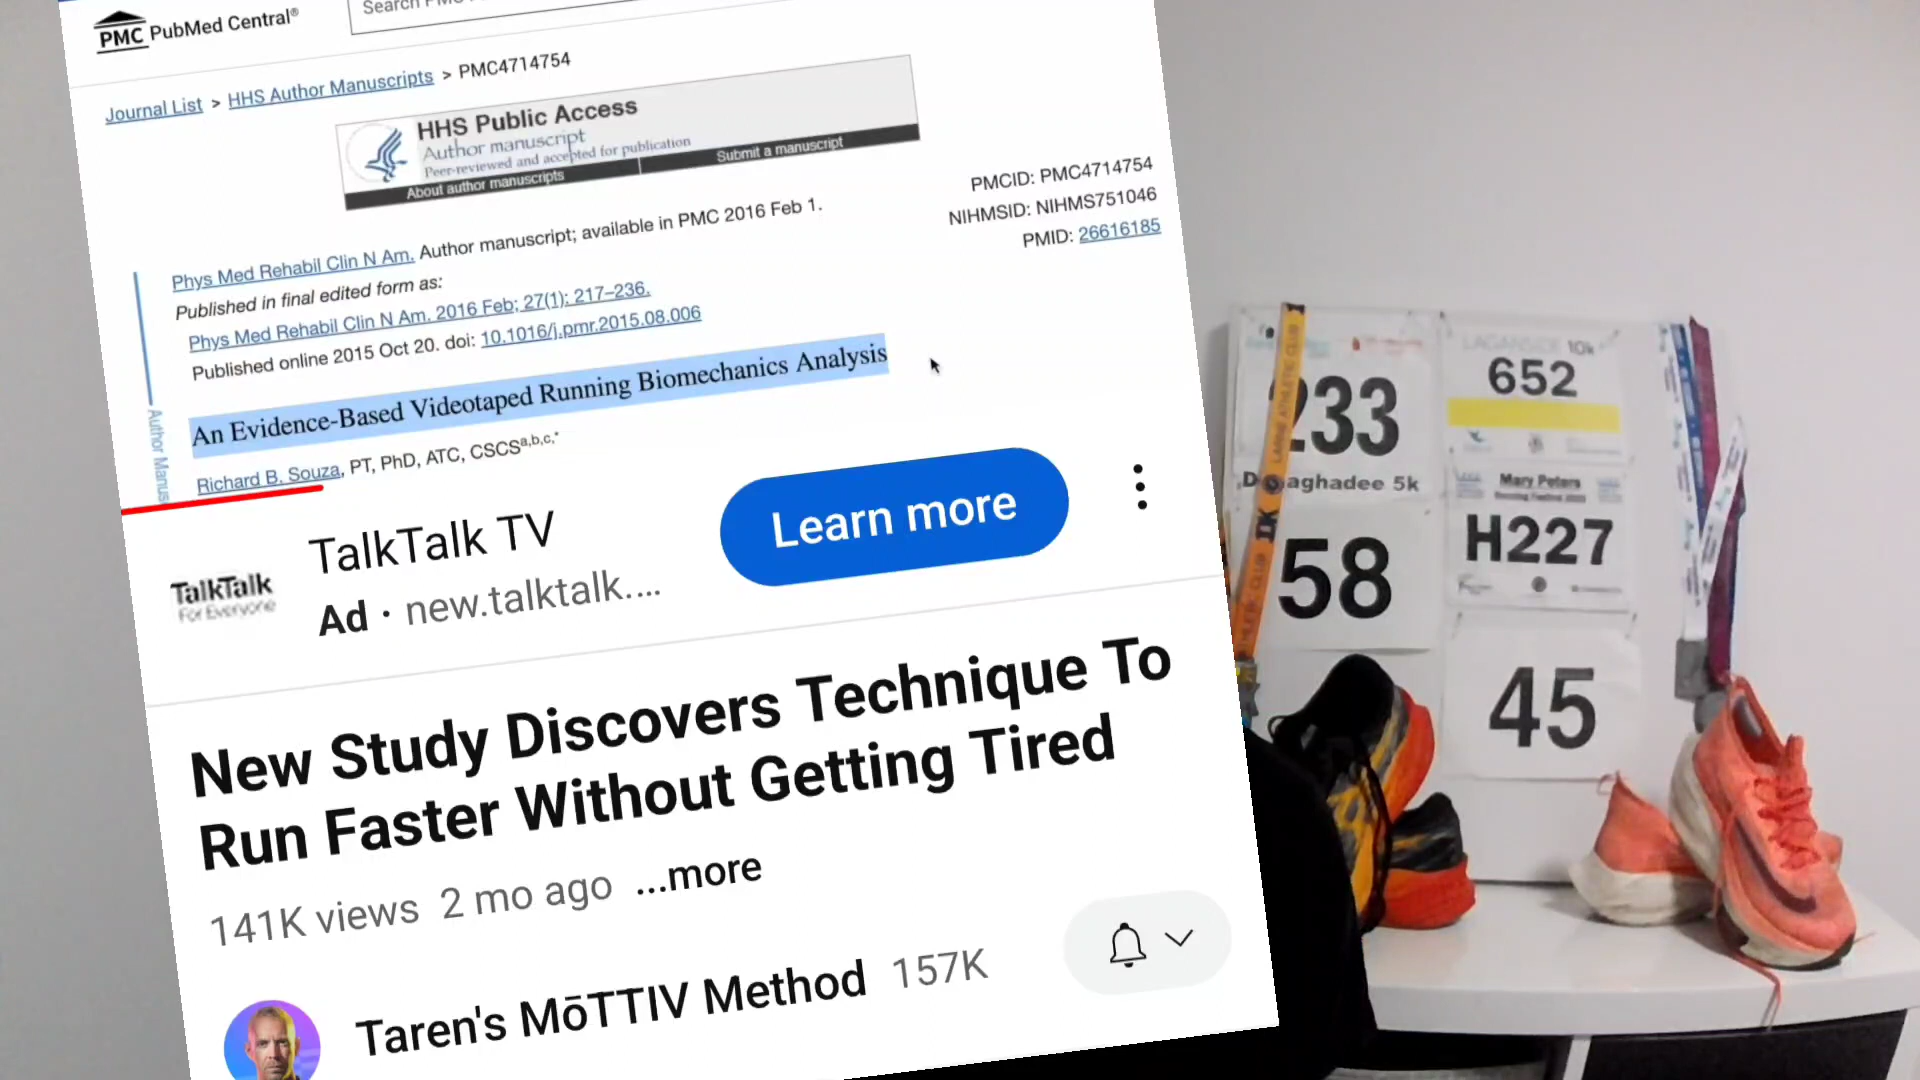 PMC PubMed Central®
Search
Journal List > HHS Author Manuscripts > PMC4714754
HHS Public Access
Author manuscript
Peer-reviewed and accepted for publication
About author manuscripts
Submit a manuscript
PMCID: PMC4714754
NIHMSID: NIHMS751046
PMID: 26616185
Phys Med Rehabil Clin N Am. Author manuscript; available in PMC 2016 Feb 1.
Published in final edited form as:
Phys Med Rehabil Clin N Am. 2016 Feb; 27(1): 217–236.
Published online 2015 Oct 20. doi: 10.1016/j.pmr.2015.08.006
An Evidence-Based Videotaped Running Biomechanics Analysis
Richard B. Souza, PT, PhD, ATC, CSCSa,b,c,*
Author Manus
TalkTalk
For Everyone
TalkTalk TV
Ad · new.talktalk....
Learn more
New Study Discovers Technique To
Run Faster Without Getting Tired
141K views 2 mo ago ...more
Taren's MōTTIV Method 157K
233
aghadee 5k
58
LAGANSIDE 10k
652
Mary Peters
H227
45